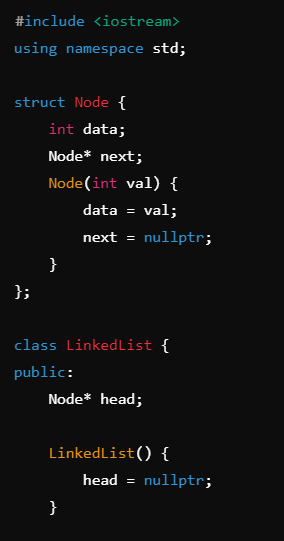 #include <iostream>
using namespace std;

struct Node {
    int data;
    Node* next;
    Node(int val) {
        data = val;
        next = nullptr;
    }
};

class LinkedList {
public:
    Node* head;

    LinkedList() {
        head = nullptr;
    }